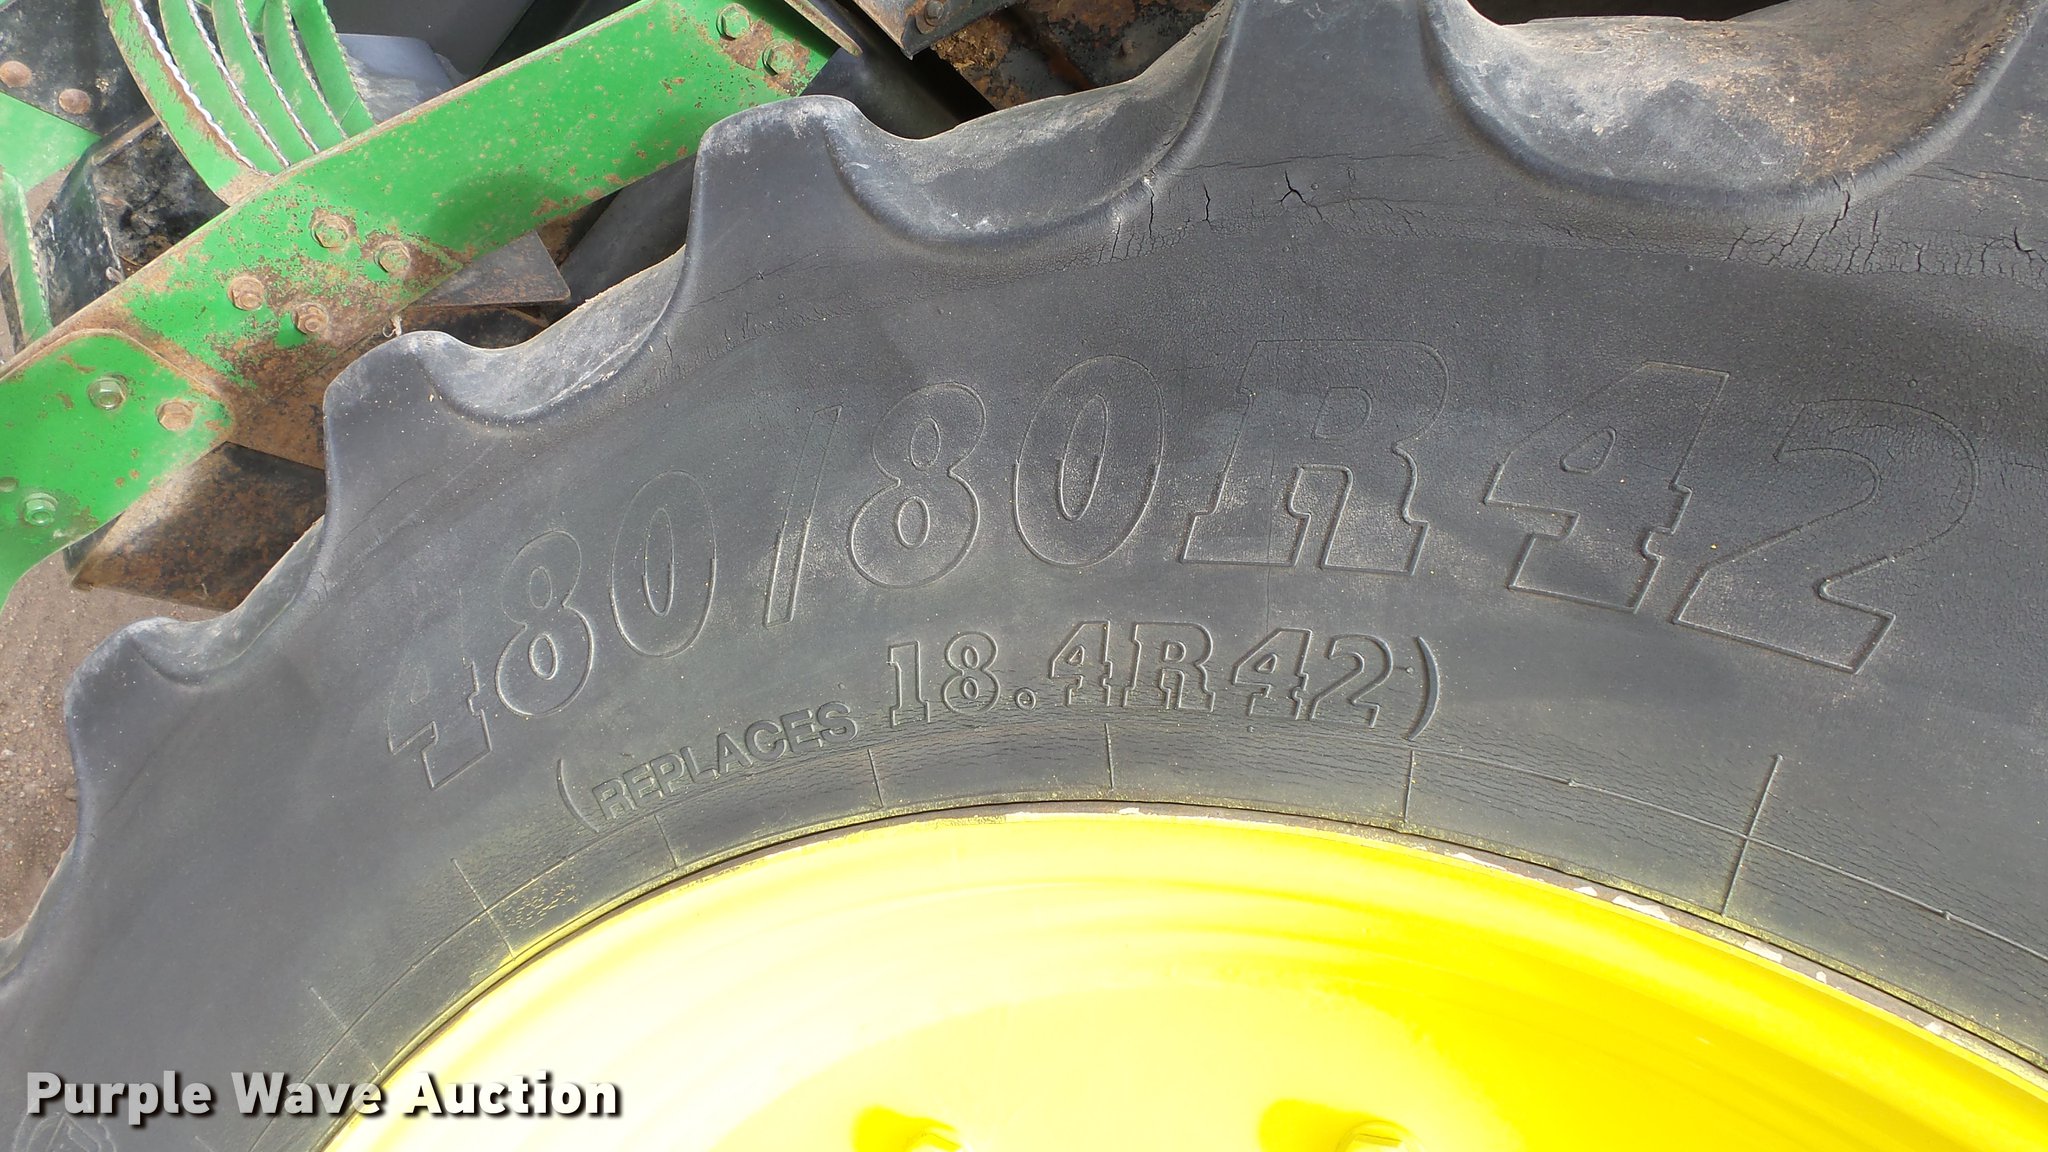 480/80R42
(REPLACES 18.4R42)
Purple Wave Auction